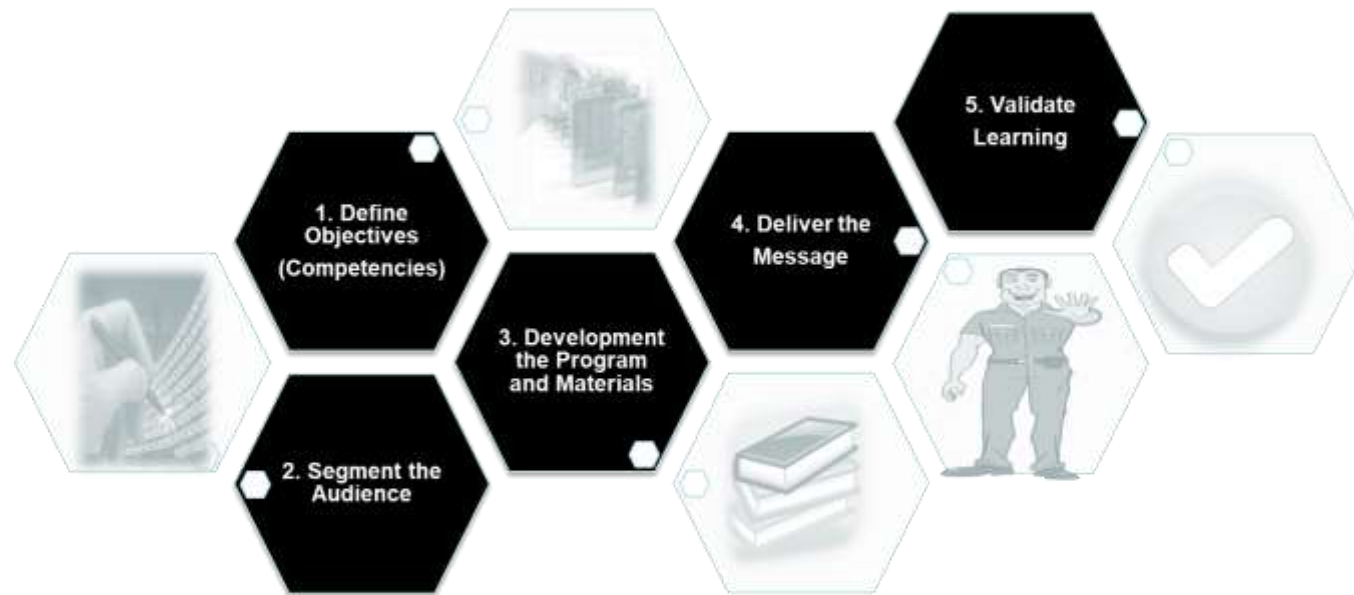 1. Define
Objectives
(Competencies)
2. Segment the
Audience
3. Development
the Program
and Materials
4. Deliver the
Message
5. Validate
Learning